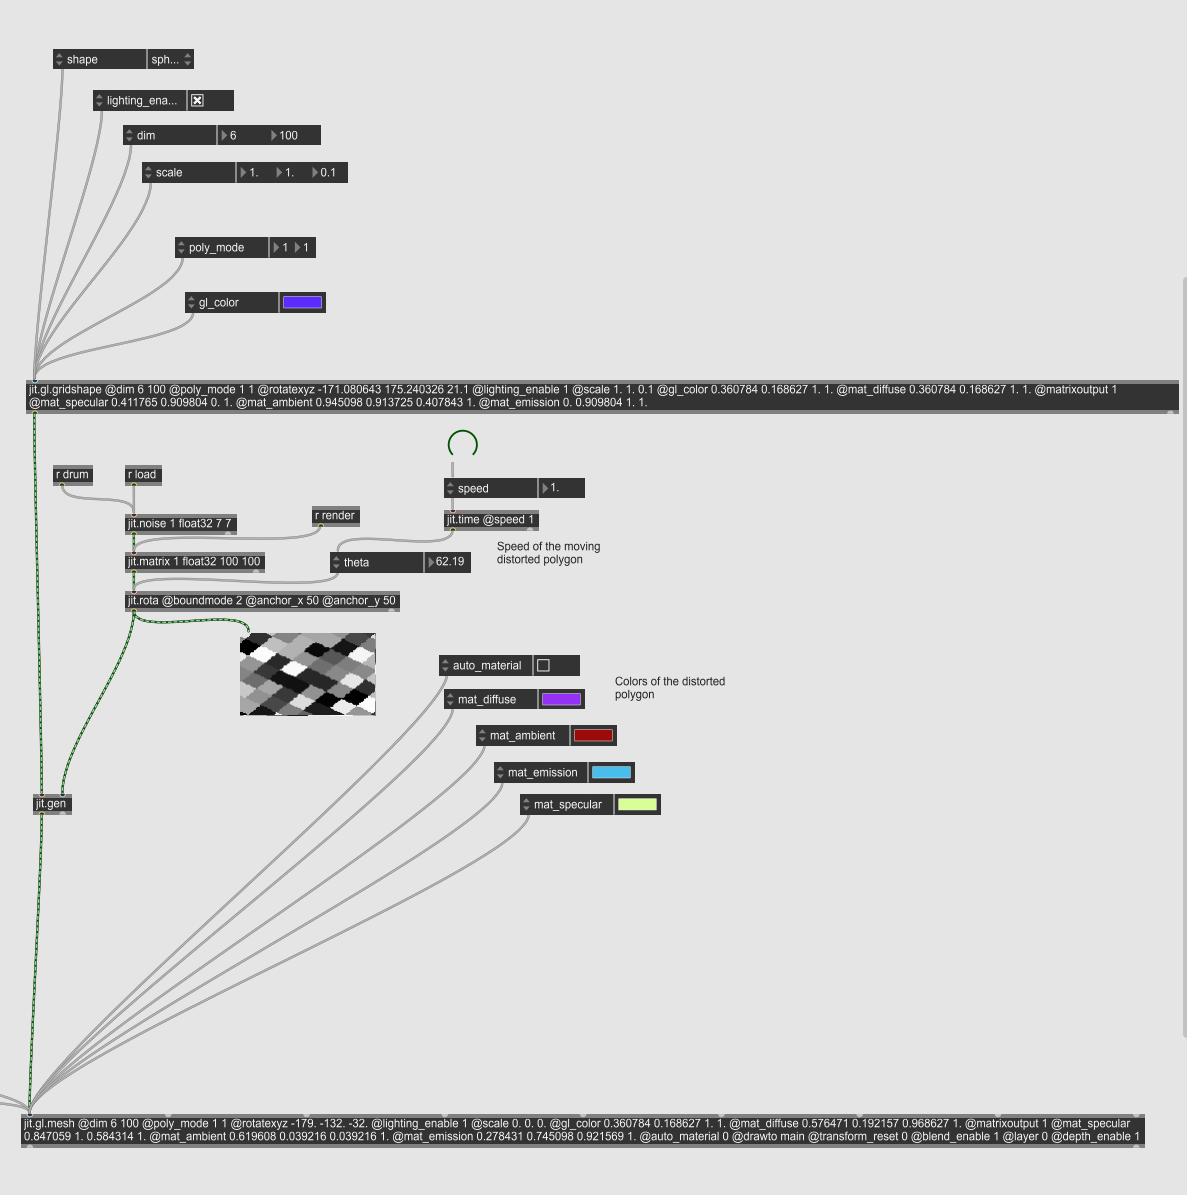 shape sph...
lighting_ena...
dim 6 100
scale 1. 1. 0.1
poly_mode 1 1
gl_color
jit.gl.gridshape @dim 6 100 @poly_mode 1 1 @rotatexyz -171.080643 175.240326 21.1 @lighting_enable 1 @scale 1. 1. 0.1 @gl_color 0.360784 0.168627 1. 1. @mat_diffuse 0.360784 0.168627 1. 1. @matrixoutput 1
@mat_specular 0.411765 0.909804 0. 1. @mat_ambient 0.945098 0.913725 0.407843 1. @mat_emission 0. 0.909804 1. 1.
r drum
r load
speed 1.
jit.noise 1 float32 7 7
r render
jit.time @speed 1
Speed of the moving
distorted polygon
jit.matrix 1 float32 100 100
theta 62.19
jit.rota @boundmode 2 @anchor_x 50 @anchor_y 50
auto_material
Colors of the distorted
polygon
mat_diffuse
mat_ambient
mat_emission
mat_specular
jit.gen
jit.gl.mesh @dim 6 100 @poly_mode 1 1 @rotatexyz -179. -132. -32. @lighting_enable 1 @scale 0. 0. 0. @gl_color 0.360784 0.168627 1. 1. @mat_diffuse 0.576471 0.192157 0.968627 1. @matrixoutput 1 @mat_specular
0.847059 1. 0.584314 1. @mat_ambient 0.619608 0.039216 0.039216 1. @mat_emission 0.278431 0.745098 0.921569 1. @auto_material 0 @drawto main @transform_reset 0 @blend_enable 1 @layer 0 @depth_enable 1